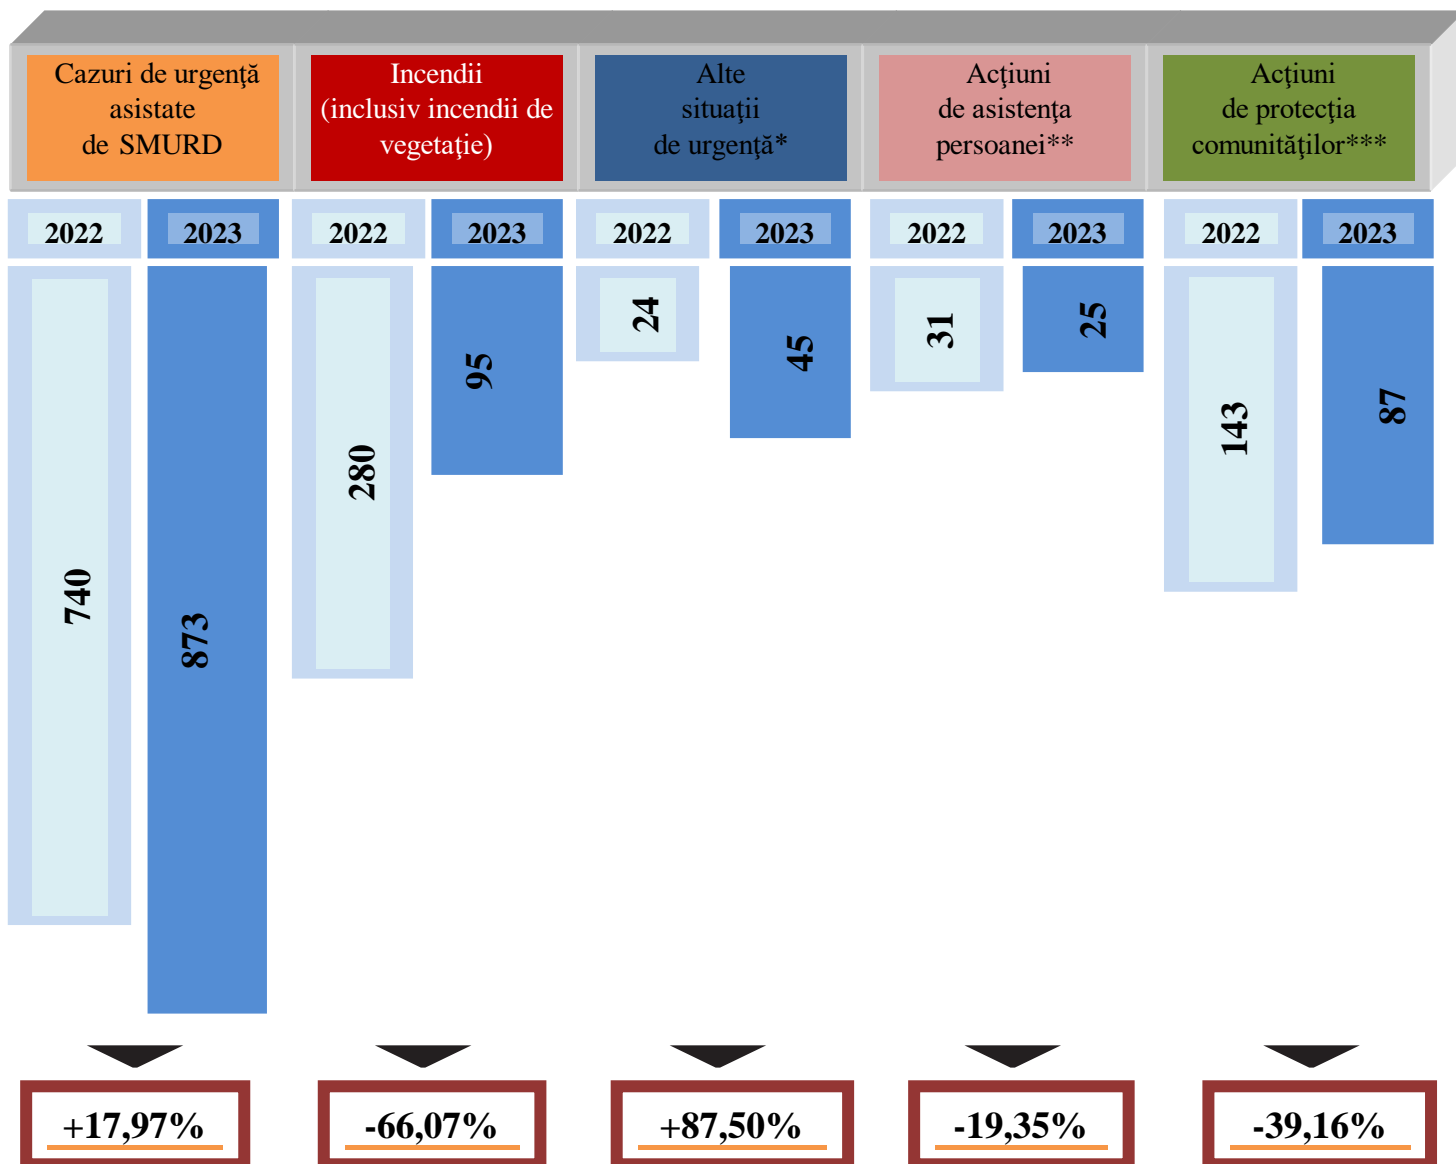 Cazuri de urgenţă
asistate
de SMURD
Incendii
(inclusiv incendii de
vegetaţie)
Alte
situaţii
de urgenţă*
Acţiuni
de asistenţa
persoanei**
Acţiuni
de protecţia
comunităţilor***
2022
2023
2022
2023
2022
2023
2022
2023
2022
2023
740
873
280
95
24
45
31
25
143
87
+17,97%
-66,07%
+87,50%
-19,35%
-39,16%